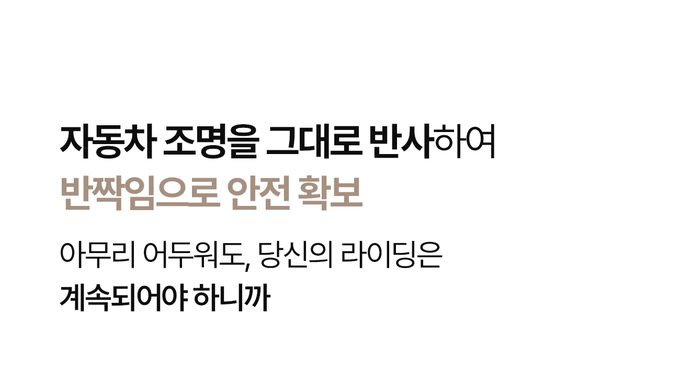 자동차 조명을 그대로 반사하여
반짝임으로 안전 확보
아무리 어두워도, 당신의 라이딩은
계속되어야 하니까